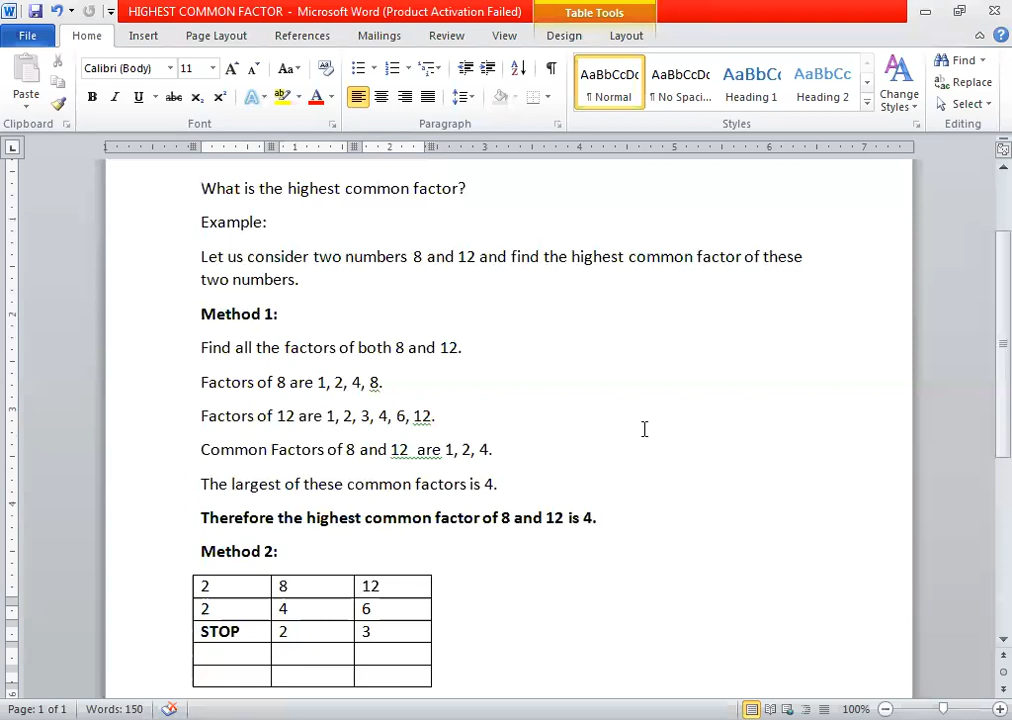 HIGHEST COMMON FACTOR - Microsoft Word (Product Activation Failed)
Table Tools
File Home Insert Page Layout References Mailings Review View Design Layout
Calibri (Body) 11
Paste
AaBbCcDc AaBbCcDc AaBbCc AaBbCc
¶ Normal ¶ No Spaci... Heading 1 Heading 2
Change Styles
Find
Replace
Select
Clipboard Font Paragraph Styles Editing
What is the highest common factor?
Example:
Let us consider two numbers 8 and 12 and find the highest common factor of these
two numbers.
Method 1:
Find all the factors of both 8 and 12.
Factors of 8 are 1, 2, 4, 8.
Factors of 12 are 1, 2, 3, 4, 6, 12.
Common Factors of 8 and 12  are 1, 2, 4.
The largest of these common factors is 4.
Therefore the highest common factor of 8 and 12 is 4.
Method 2:
2 8 12
2 4 6
STOP 2 3
Page: 1 of 1 Words: 150 100%